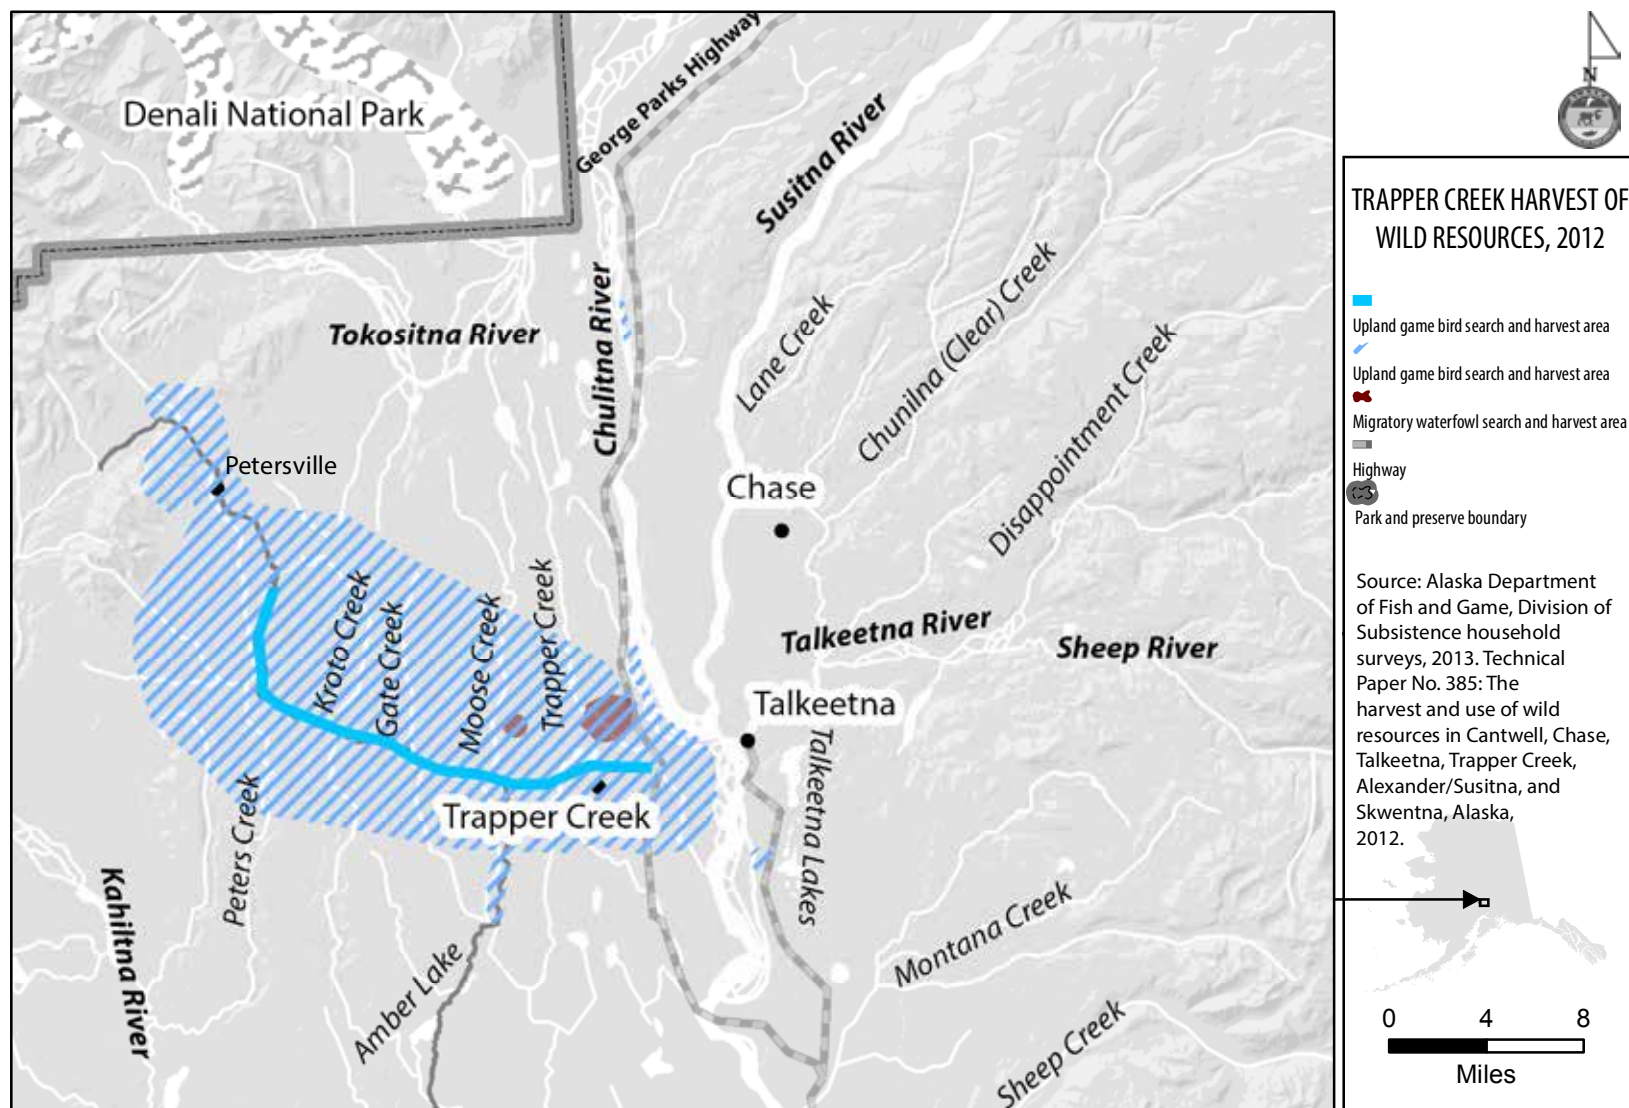 Denali National Park
George Parks Highway
Susitna River
Chulitna River
Tokositna River
Lane Creek
Chunilna (Clear) Creek
Disappointment Creek
Petersville
Chase
Kroto Creek
Gate Creek
Moose Creek
Trapper Creek
Talkeetna River
Sheep River
Talkeetna
Trapper Creek
Talkeetna Lakes
Peters Creek
Kahiltna River
Amber Lake
Montana Creek
Sheep Creek
N
TRAPPER CREEK HARVEST OF
WILD RESOURCES, 2012
Upland game bird search and harvest area
Upland game bird search and harvest area
Migratory waterfowl search and harvest area
Highway
Park and preserve boundary
Source: Alaska Department
of Fish and Game, Division of
Subsistence household
surveys, 2013. Technical
Paper No. 385: The
harvest and use of wild
resources in Cantwell, Chase,
Talkeetna, Trapper Creek,
Alexander/Susitna, and
Skwentna, Alaska,
2012.
0 4 8
Miles